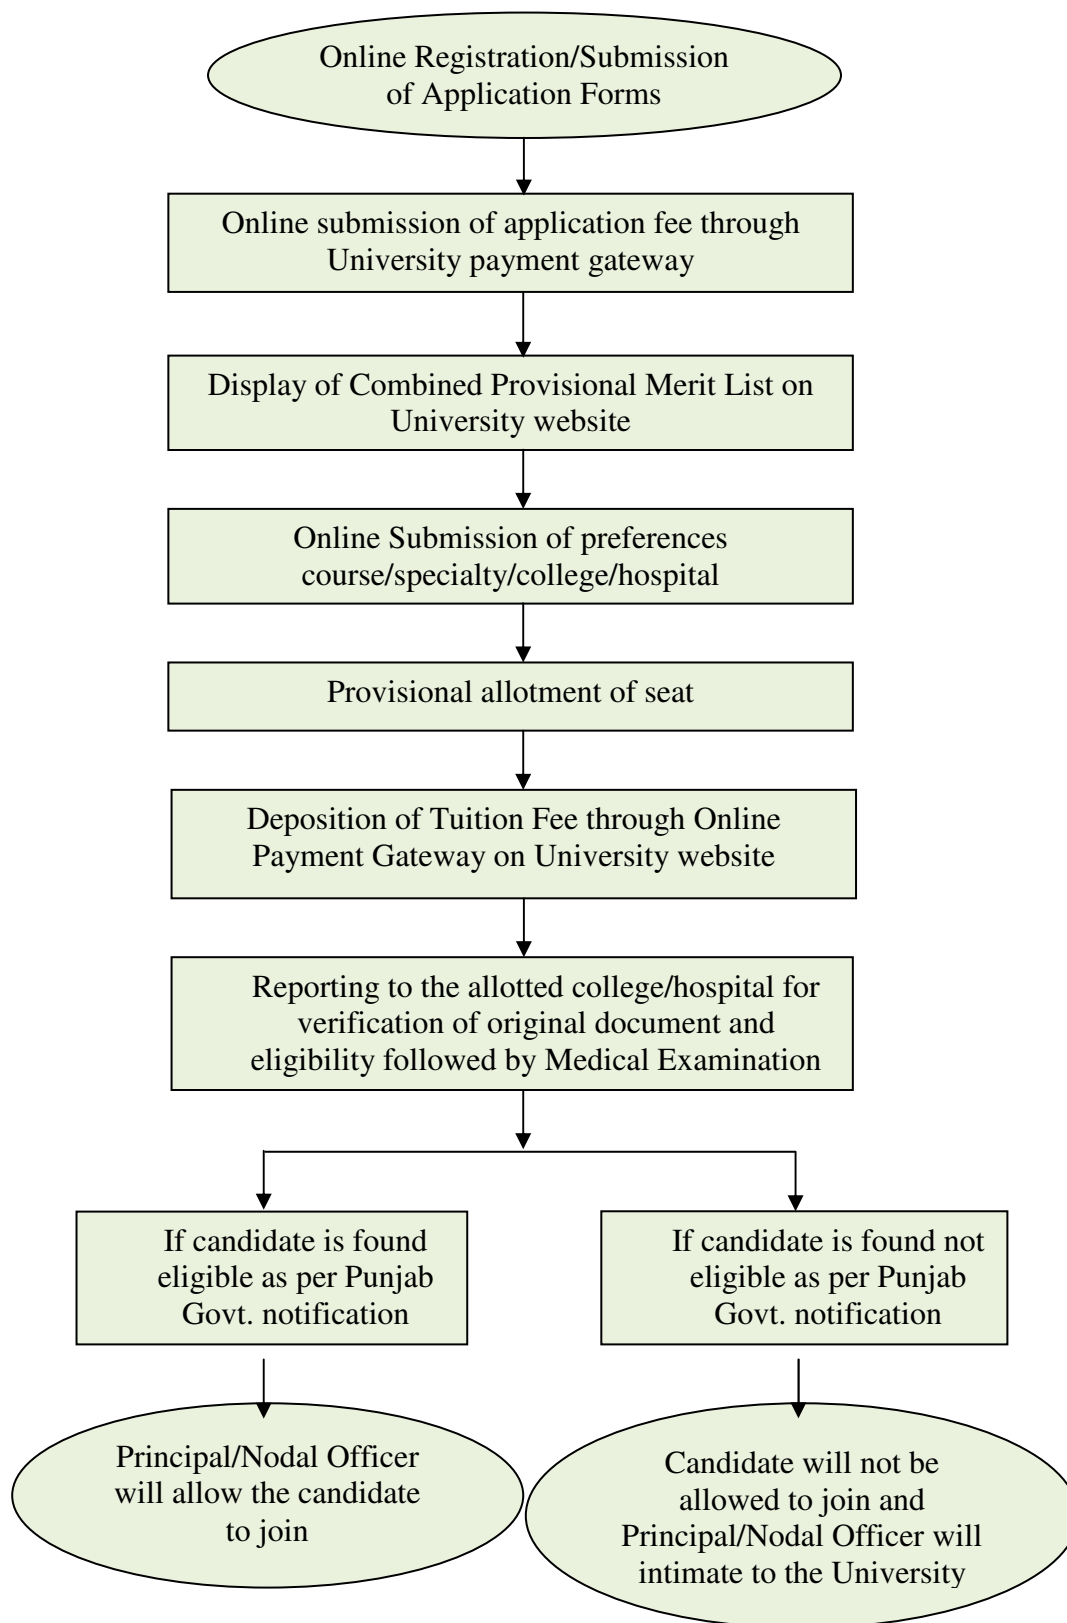 Online Registration/Submission
of Application Forms
Online submission of application fee through
University payment gateway
Display of Combined Provisional Merit List on
University website
Online Submission of preferences
course/specialty/college/hospital
Provisional allotment of seat
Deposition of Tuition Fee through Online
Payment Gateway on University website
Reporting to the allotted college/hospital for
verification of original document and
eligibility followed by Medical Examination
If candidate is found
eligible as per Punjab
Govt. notification
If candidate is found not
eligible as per Punjab
Govt. notification
Principal/Nodal Officer
will allow the candidate
to join
Candidate will not be
allowed to join and
Principal/Nodal Officer will
intimate to the University